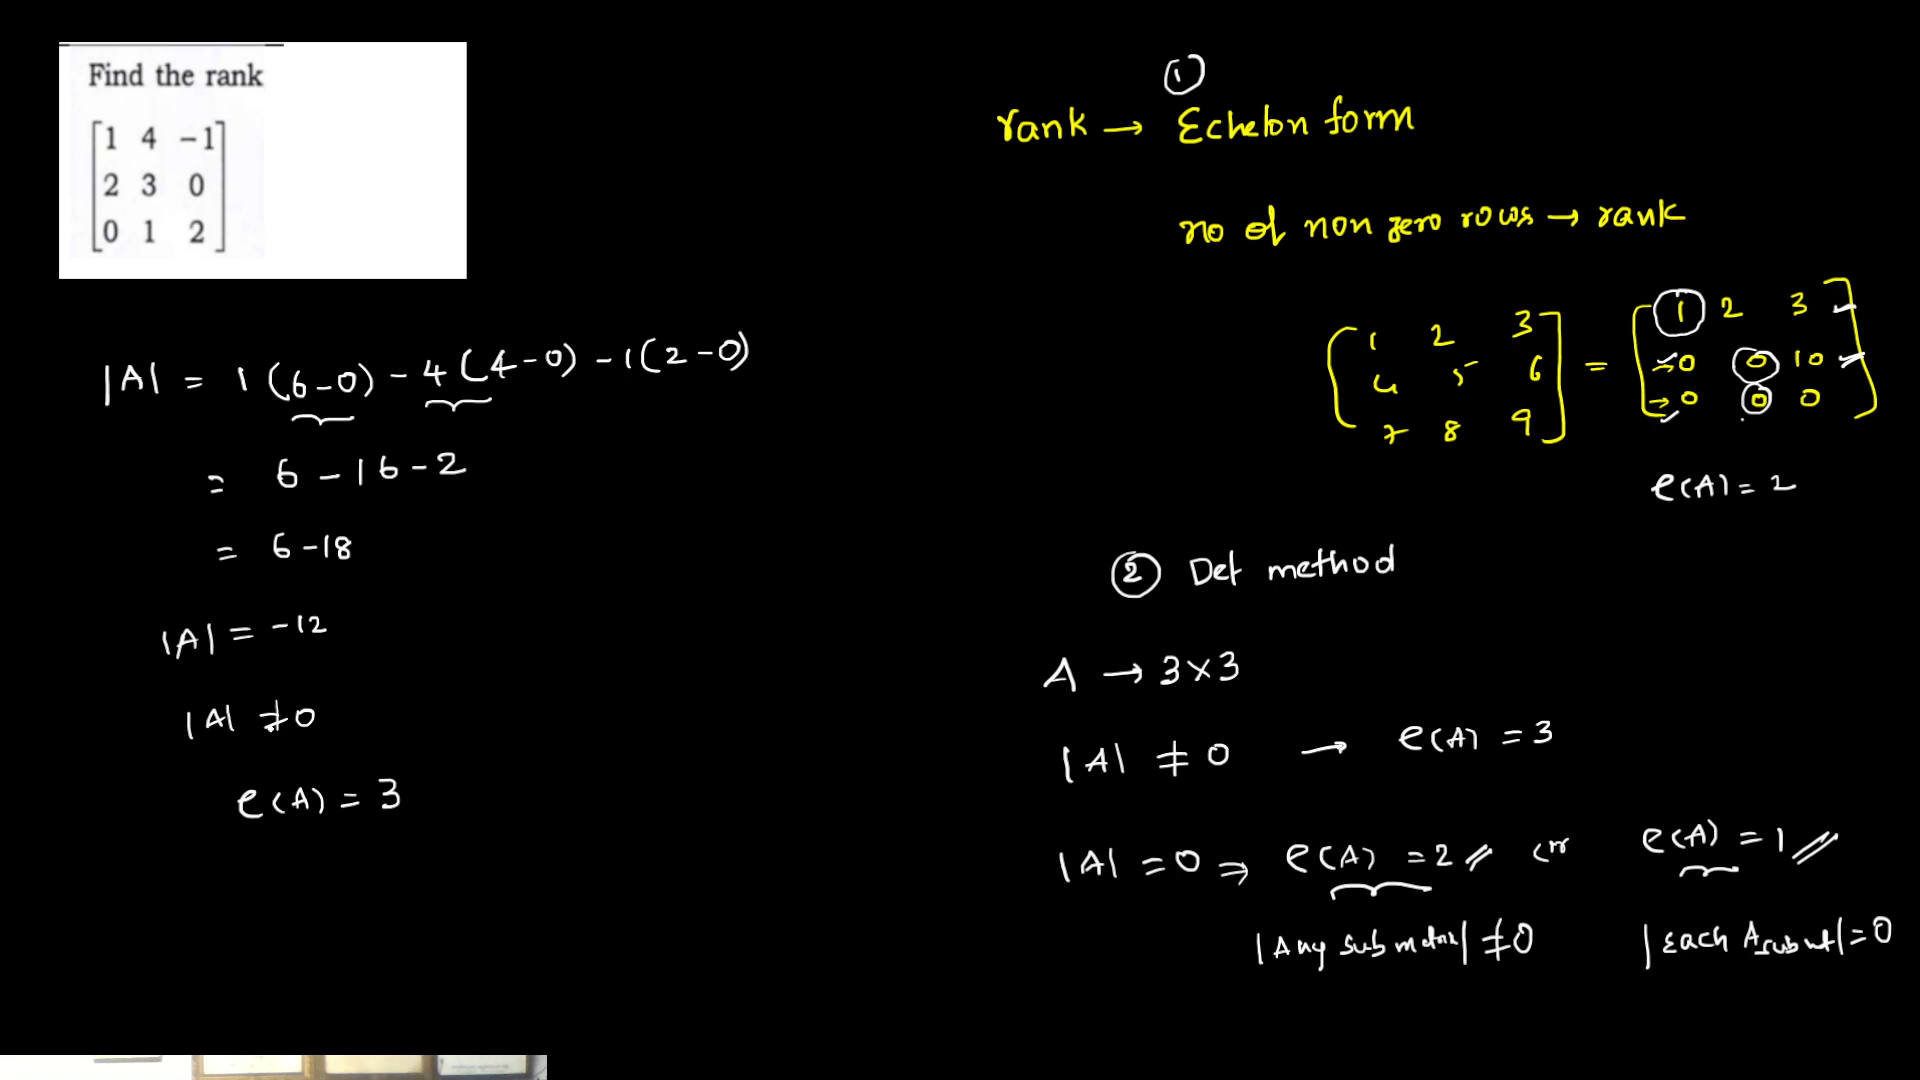 Find the rank
1 4 -1
2 3 0
0 1 2
|A| = 1 (6-0) - 4 (4-0) - 1 (2-0)
= 6 - 16 - 2
= 6 - 18
|A| = -12
|A| ≠ 0
ρ(A) = 3
①
rank → Echelon form
no of non zero rows → rank
1 2 3 1 2 3
4 5 6 = → 0 0 10
7 8 9 → 0 0 0
ρ(A) = 2
② Det method
A → 3×3
|A| ≠ 0 → ρ(A) = 3
|A| = 0 ⇒ ρ(A) = 2 // (or ρ(A) = 1 //
|Any sub matrix| ≠ 0 |Each A sub mt| = 0